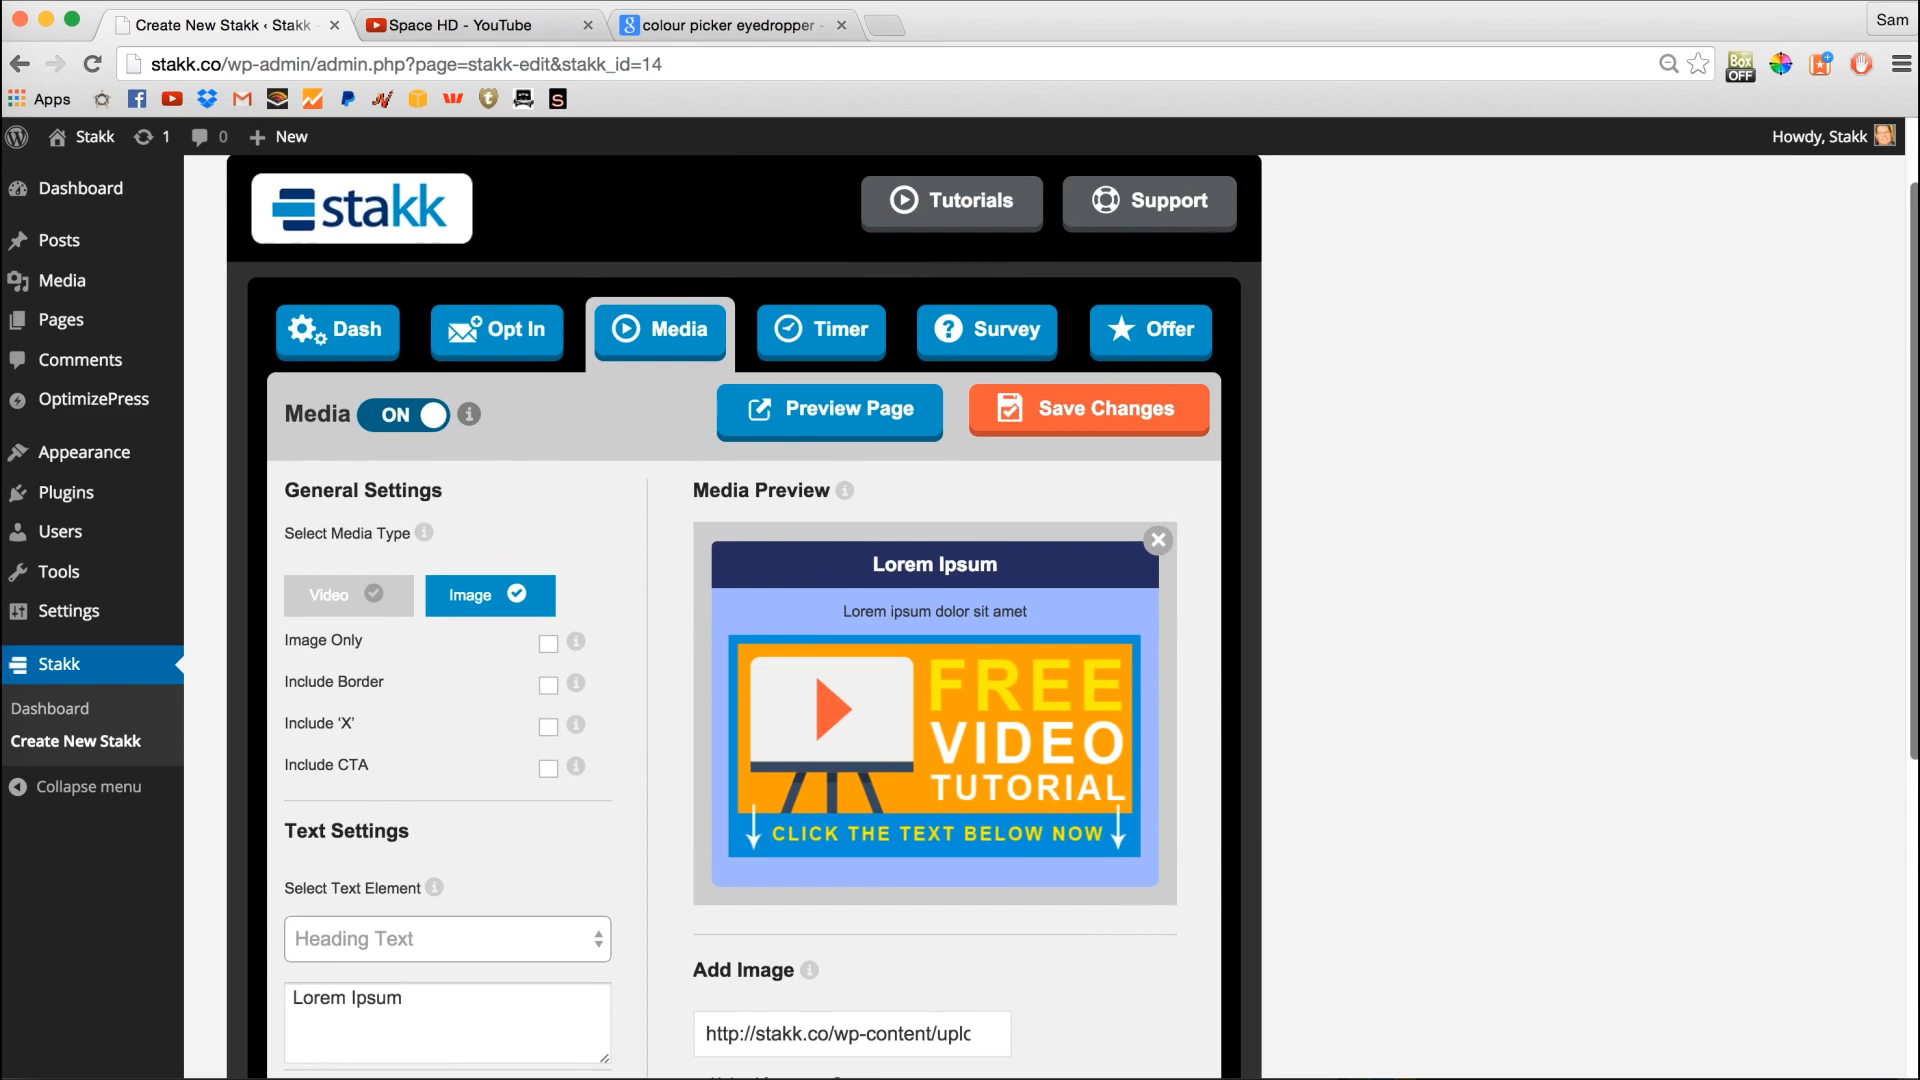 Create New Stakk ‹ Stakk
Space HD - YouTube
colour picker eyedropper -
Sam
stakk.co/wp-admin/admin.php?page=stakk-edit&stakk_id=14
Box
OFF
Apps
Stakk
1
0
New
Howdy, Stakk
Dashboard
Posts
Media
Pages
Comments
OptimizePress
Appearance
Plugins
Users
Tools
Settings
Stakk
Dashboard
Create New Stakk
Collapse menu
stakk
Tutorials
Support
Dash
Opt In
Media
Timer
Survey
Offer
Media ON
Preview Page
Save Changes
General Settings
Select Media Type
Video
Image
Image Only
Include Border
Include ‘X’
Include CTA
Text Settings
Select Text Element
Heading Text
Lorem Ipsum
Media Preview
Lorem Ipsum
Lorem ipsum dolor sit amet
FREE
VIDEO
TUTORIAL
CLICK THE TEXT BELOW NOW
Add Image
http://stakk.co/wp-content/uplo